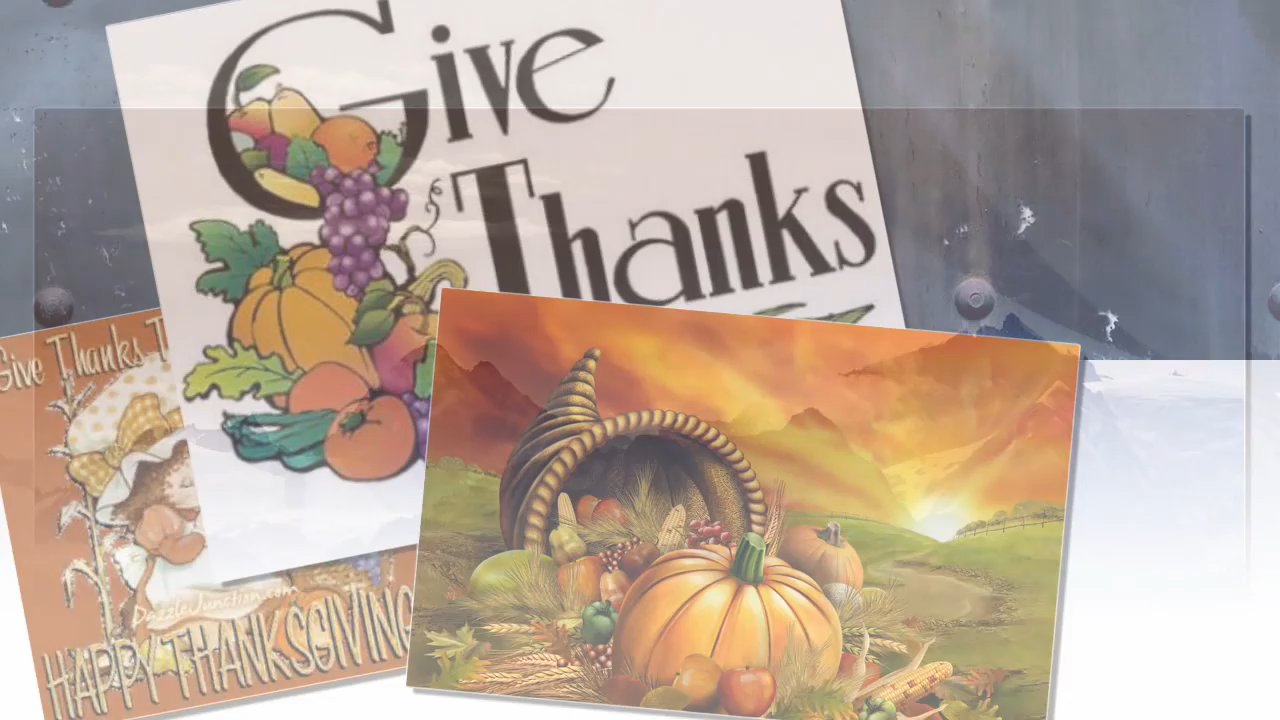 Give
Thanks
Give Thanks T
DazzleJunction.com
HAPPY THANKSGIVING